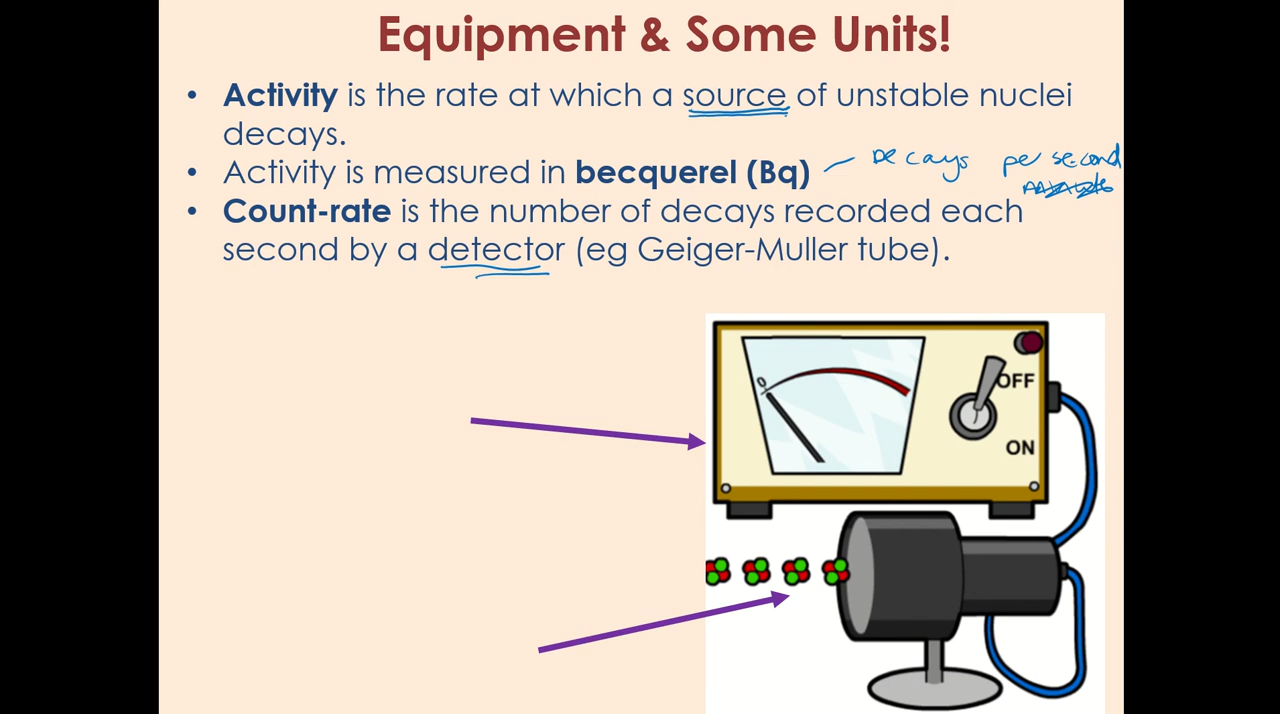 Equipment & Some Units!
• Activity is the rate at which a source of unstable nuclei
decays.
• Activity is measured in becquerel (Bq) – Decays per second
• Count-rate is the number of decays recorded each
second by a detector (eg Geiger-Muller tube).
0
OFF
ON